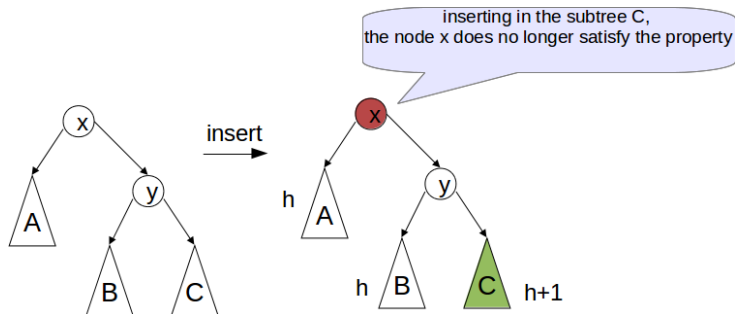 inserting in the subtree C,
the node x does no longer satisfy the property
x
x
insert
y
y
h
A
A
h
B
C
B
C
h+1